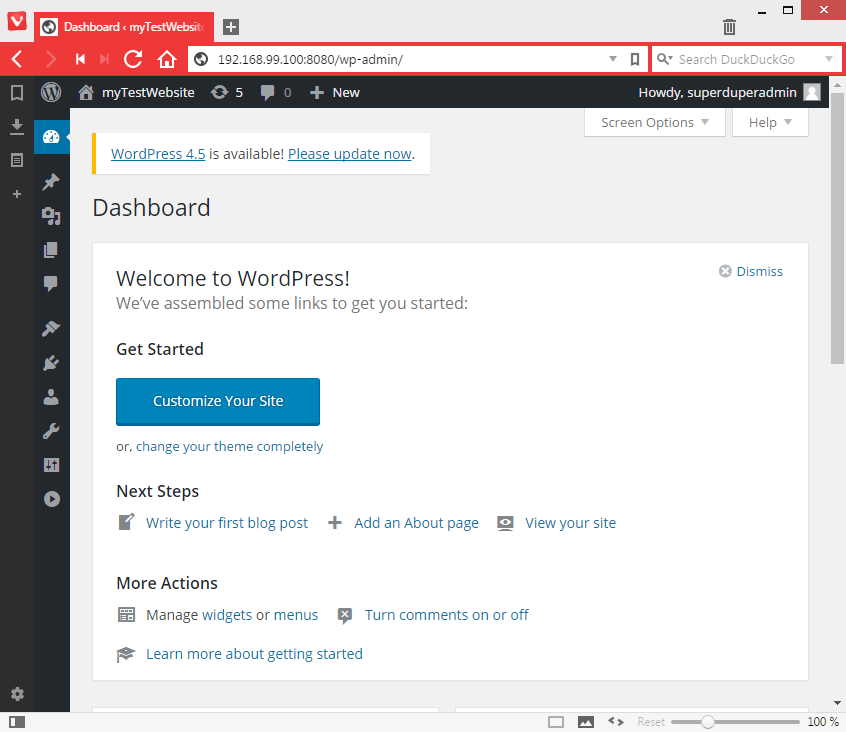 Dashboard ‹ myTestWebsite
192.168.99.100:8080/wp-admin/
Search DuckDuckGo
myTestWebsite 5 0 New Howdy, superduperadmin
Screen Options Help
WordPress 4.5 is available! Please update now.
Dashboard
Welcome to WordPress!
Dismiss
We've assembled some links to get you started:
Get Started
Customize Your Site
or, change your theme completely
Next Steps
Write your first blog post Add an About page View your site
More Actions
Manage widgets or menus Turn comments on or off
Learn more about getting started
Reset 100 %